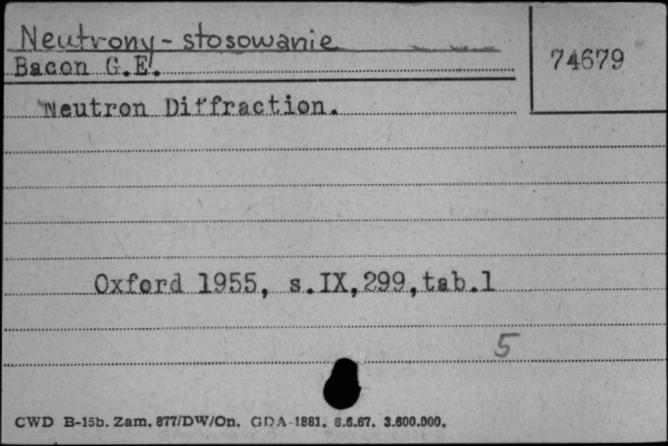 Neutrony - stosowanie
Bacon G.E.
74679
Neutron Diffraction.
Oxford 1955, s.IX,299,tab.1
5
CWD B-15b. Zam. 877/DW/On. GDA-1881. 8.6.67. 3.600.000.